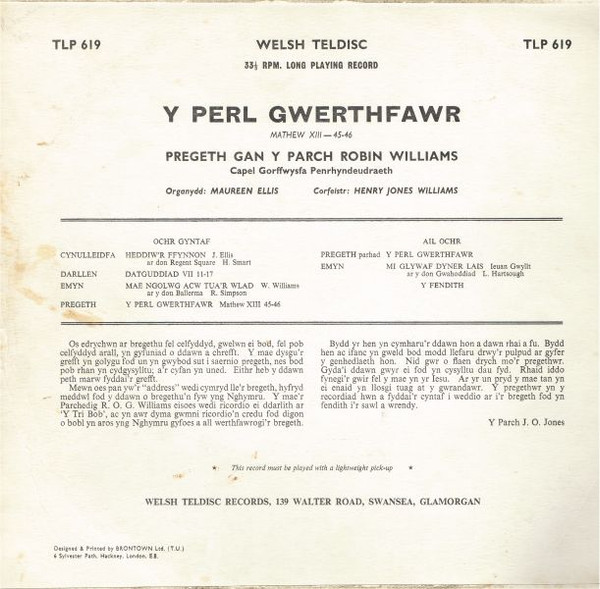 TLP 619 WELSH TELDISC TLP 619
33⅓ RPM. LONG PLAYING RECORD
Y PERL GWERTHFAWR
MATHEW XIII — 45-46
PREGETH GAN Y PARCH ROBIN WILLIAMS
Capel Gorffwysfa Penrhyndeudraeth
Organydd: MAUREEN ELLIS Corfeistr: HENRY JONES WILLIAMS
OCHR GYNTAF
CYNULLEIDFA HEDDIW'R FFYNNON J. Ellis
ar don Regent Square H. Smart
DARLLEN DATGUDDIAD VII 11-17
EMYN MAE NGOLWG ACW TUA'R WLAD W. Williams
ar y don Ballerma R. Simpson
PREGETH Y PERL GWERTHFAWR Mathew XIII 45-46
AIL OCHR
PREGETH parhad Y PERL GWERTHFAWR
EMYN MI GLYWAF DYNER LAIS Ieuan Gwyllt
ar y don Gwahoddiad L. Hartsough
Y FENDITH
Os edrychwn ar bregethu fel celfyddyd, gwelwn ei bod, fel pob
celfyddyd arall, yn gyfuniad o ddawn a chrefft. Y mae dysgu'r
grefft yn golygu fod un yn gwybod sut i saernio pregeth, nes bod
pob rhan yn cydgysylltu; a'r cyfan yn uned. Eithr heb y ddawn
peth marw fyddai'r grefft.
Mewn oes pan yw'r "address" wedi cymryd lle'r bregeth, hyfryd
meddwl fod y ddawn o bregethu'n fyw yng Nghymru. Y mae'r
Parchedig R. O. G. Williams eisoes wedi ricordio ei ddarlith ar
'Y Tri Bob', ac yn awr dyma gwmni ricordio'n credu fod digon
o bobl yn aros yng Nghymru gyfoes a all werthfawrogi'r bregeth.
Bydd yr hen yn cymharu'r ddawn hon a dawn rhai a fu. Bydd
hen ac ifanc yn gweld bod modd llefaru drwy'r pulpud ar gyfer
y genhedlaeth hon. Nid gwr o flaen drych mo'r pregethwr.
Gyda'i ddawn gwyr ei fod yn cysylltu dau fyd. Rhaid iddo
fynegi'r gwir fel y mae yn yr Iesu. Ar yr un pryd y mae tan yn
ei enaid yn llosgi tuag at y gwrandawr. Y pregethwr yn y
recordiad hwn a fyddai'r cyntaf i weddio ar i'r bregeth fod yn
fendith i'r sawl a wrendy.
Y Parch J. O. Jones
★ This record must be played with a lightweight pick-up ★
WELSH TELDISC RECORDS, 139 WALTER ROAD, SWANSEA, GLAMORGAN
Designed & Printed by BRONTOWN Ltd. (T.U.)
6 Sylvester Path, Hackney, London, E.8.